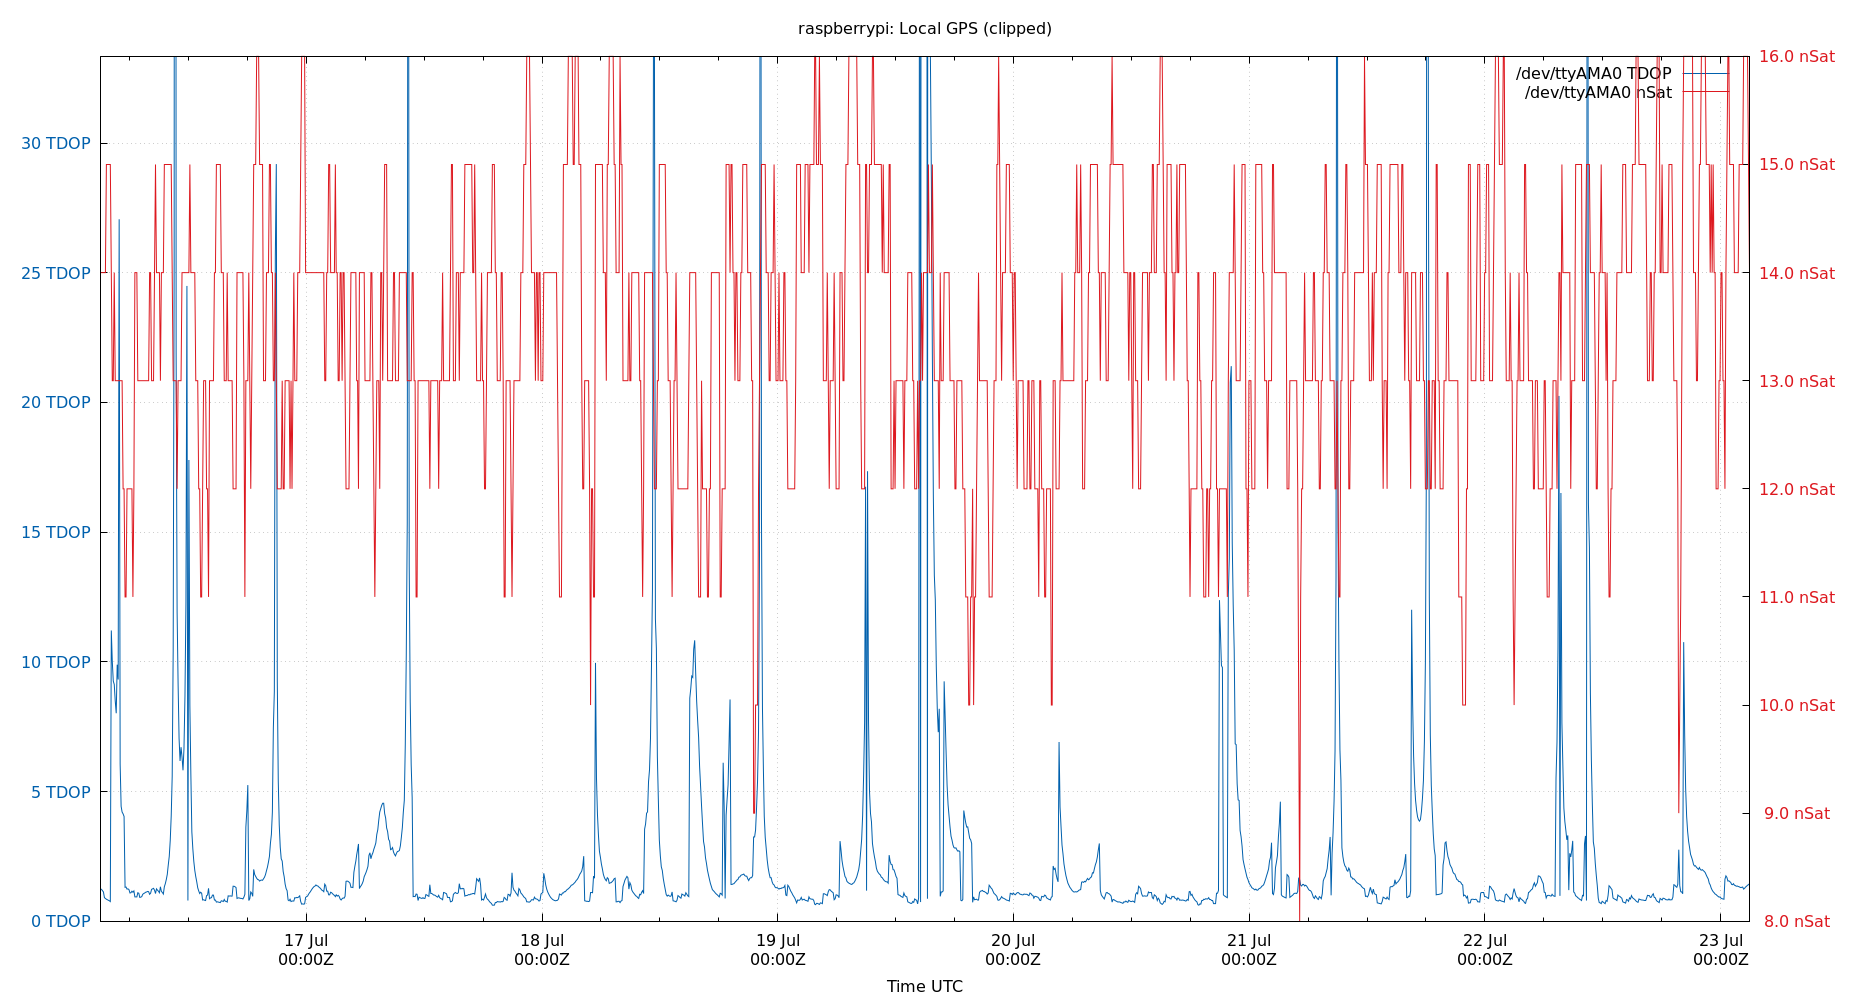 raspberrypi: Local GPS (clipped)
16.0 nSat
/dev/ttyAMA0 TDOP
/dev/ttyAMA0 nSat
30 TDOP
15.0 nSat
25 TDOP
14.0 nSat
20 TDOP
13.0 nSat
12.0 nSat
15 TDOP
11.0 nSat
10 TDOP
10.0 nSat
5 TDOP
9.0 nSat
0 TDOP
8.0 nSat
17 Jul 18 Jul 19 Jul 20 Jul 21 Jul 22 Jul 23 Jul
00:00Z 00:00Z 00:00Z 00:00Z 00:00Z 00:00Z 00:00Z
Time UTC